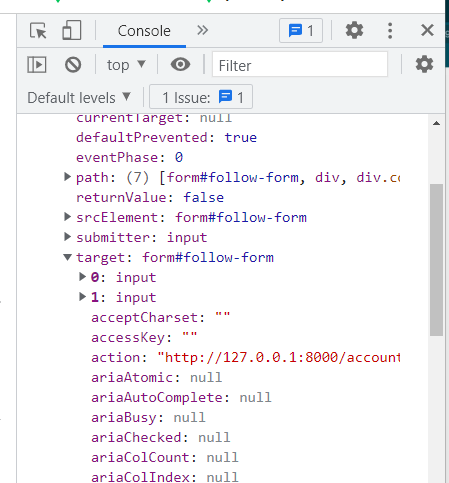 Console
1
top
Filter
Default levels
1 Issue: 1
currentTarget: null
defaultPrevented: true
eventPhase: 0
path: (7) [form#follow-form, div, div.co
returnValue: false
srcElement: form#follow-form
submitter: input
target: form#follow-form
0: input
1: input
acceptCharset: ""
accessKey: ""
action: "http://127.0.0.1:8000/account
ariaAtomic: null
ariaAutoComplete: null
ariaBusy: null
ariaChecked: null
ariaColCount: null
ariaColIndex: null